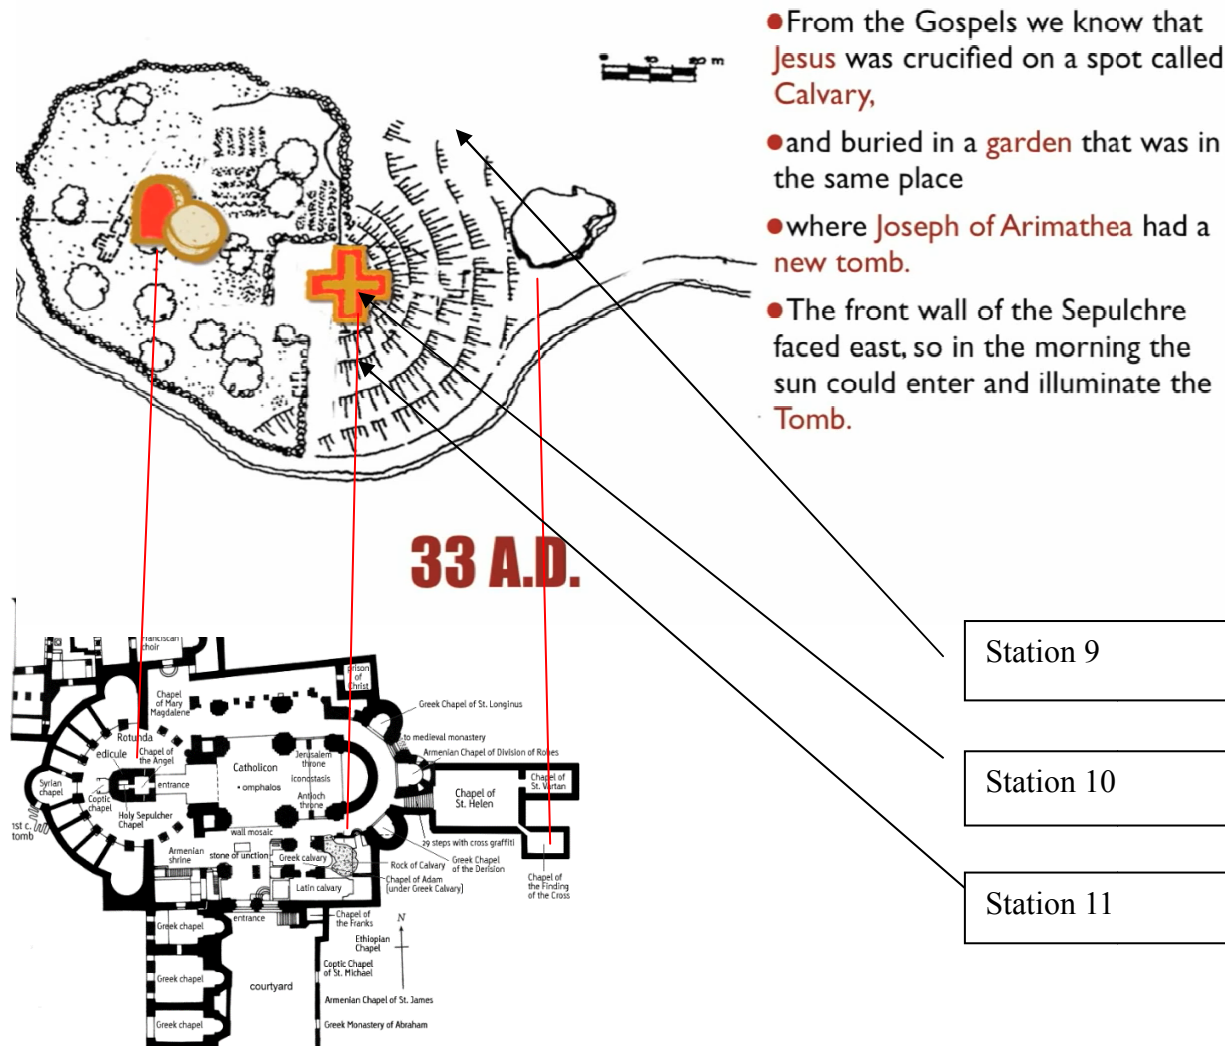 0 10 20 m
●From the Gospels we know that
Jesus was crucified on a spot called
Calvary,
●and buried in a garden that was in
the same place
●where Joseph of Arimathea had a
new tomb.
●The front wall of the Sepulchre
faced east, so in the morning the
sun could enter and illuminate the
Tomb.
33 A.D.
Station 9
Station 10
Station 11
Franciscan
choir
prison
of
Christ
Chapel
of Mary
Magdalene
Greek Chapel of St. Longinus
to medieval monastery
Armenian Chapel of Division of Robes
Rotunda
edicule
Chapel of
the Angel
Jerusalem
throne
iconostasis
Antioch
throne
Catholicon
• omphalos
Syrian
chapel
entrance
Coptic
chapel
Holy Sepulcher
Chapel
1st c.
tomb
Chapel of
St. Helen
Chapel of
St. Vartan
wall mosaic
29 steps with cross graffiti
Armenian
shrine
stone of unction
Greek calvary
Rock of Calvary
Greek Chapel
of the Derision
Chapel of Adam
(under Greek Calvary)
Latin calvary
Chapel of
the Finding
of the Cross
entrance
Chapel of
the Franks
N
Greek chapel
Ethiopian
Chapel
Coptic Chapel
of St. Michael
Greek chapel
courtyard
Armenian Chapel of St. James
Greek chapel
Greek Monastery of Abraham